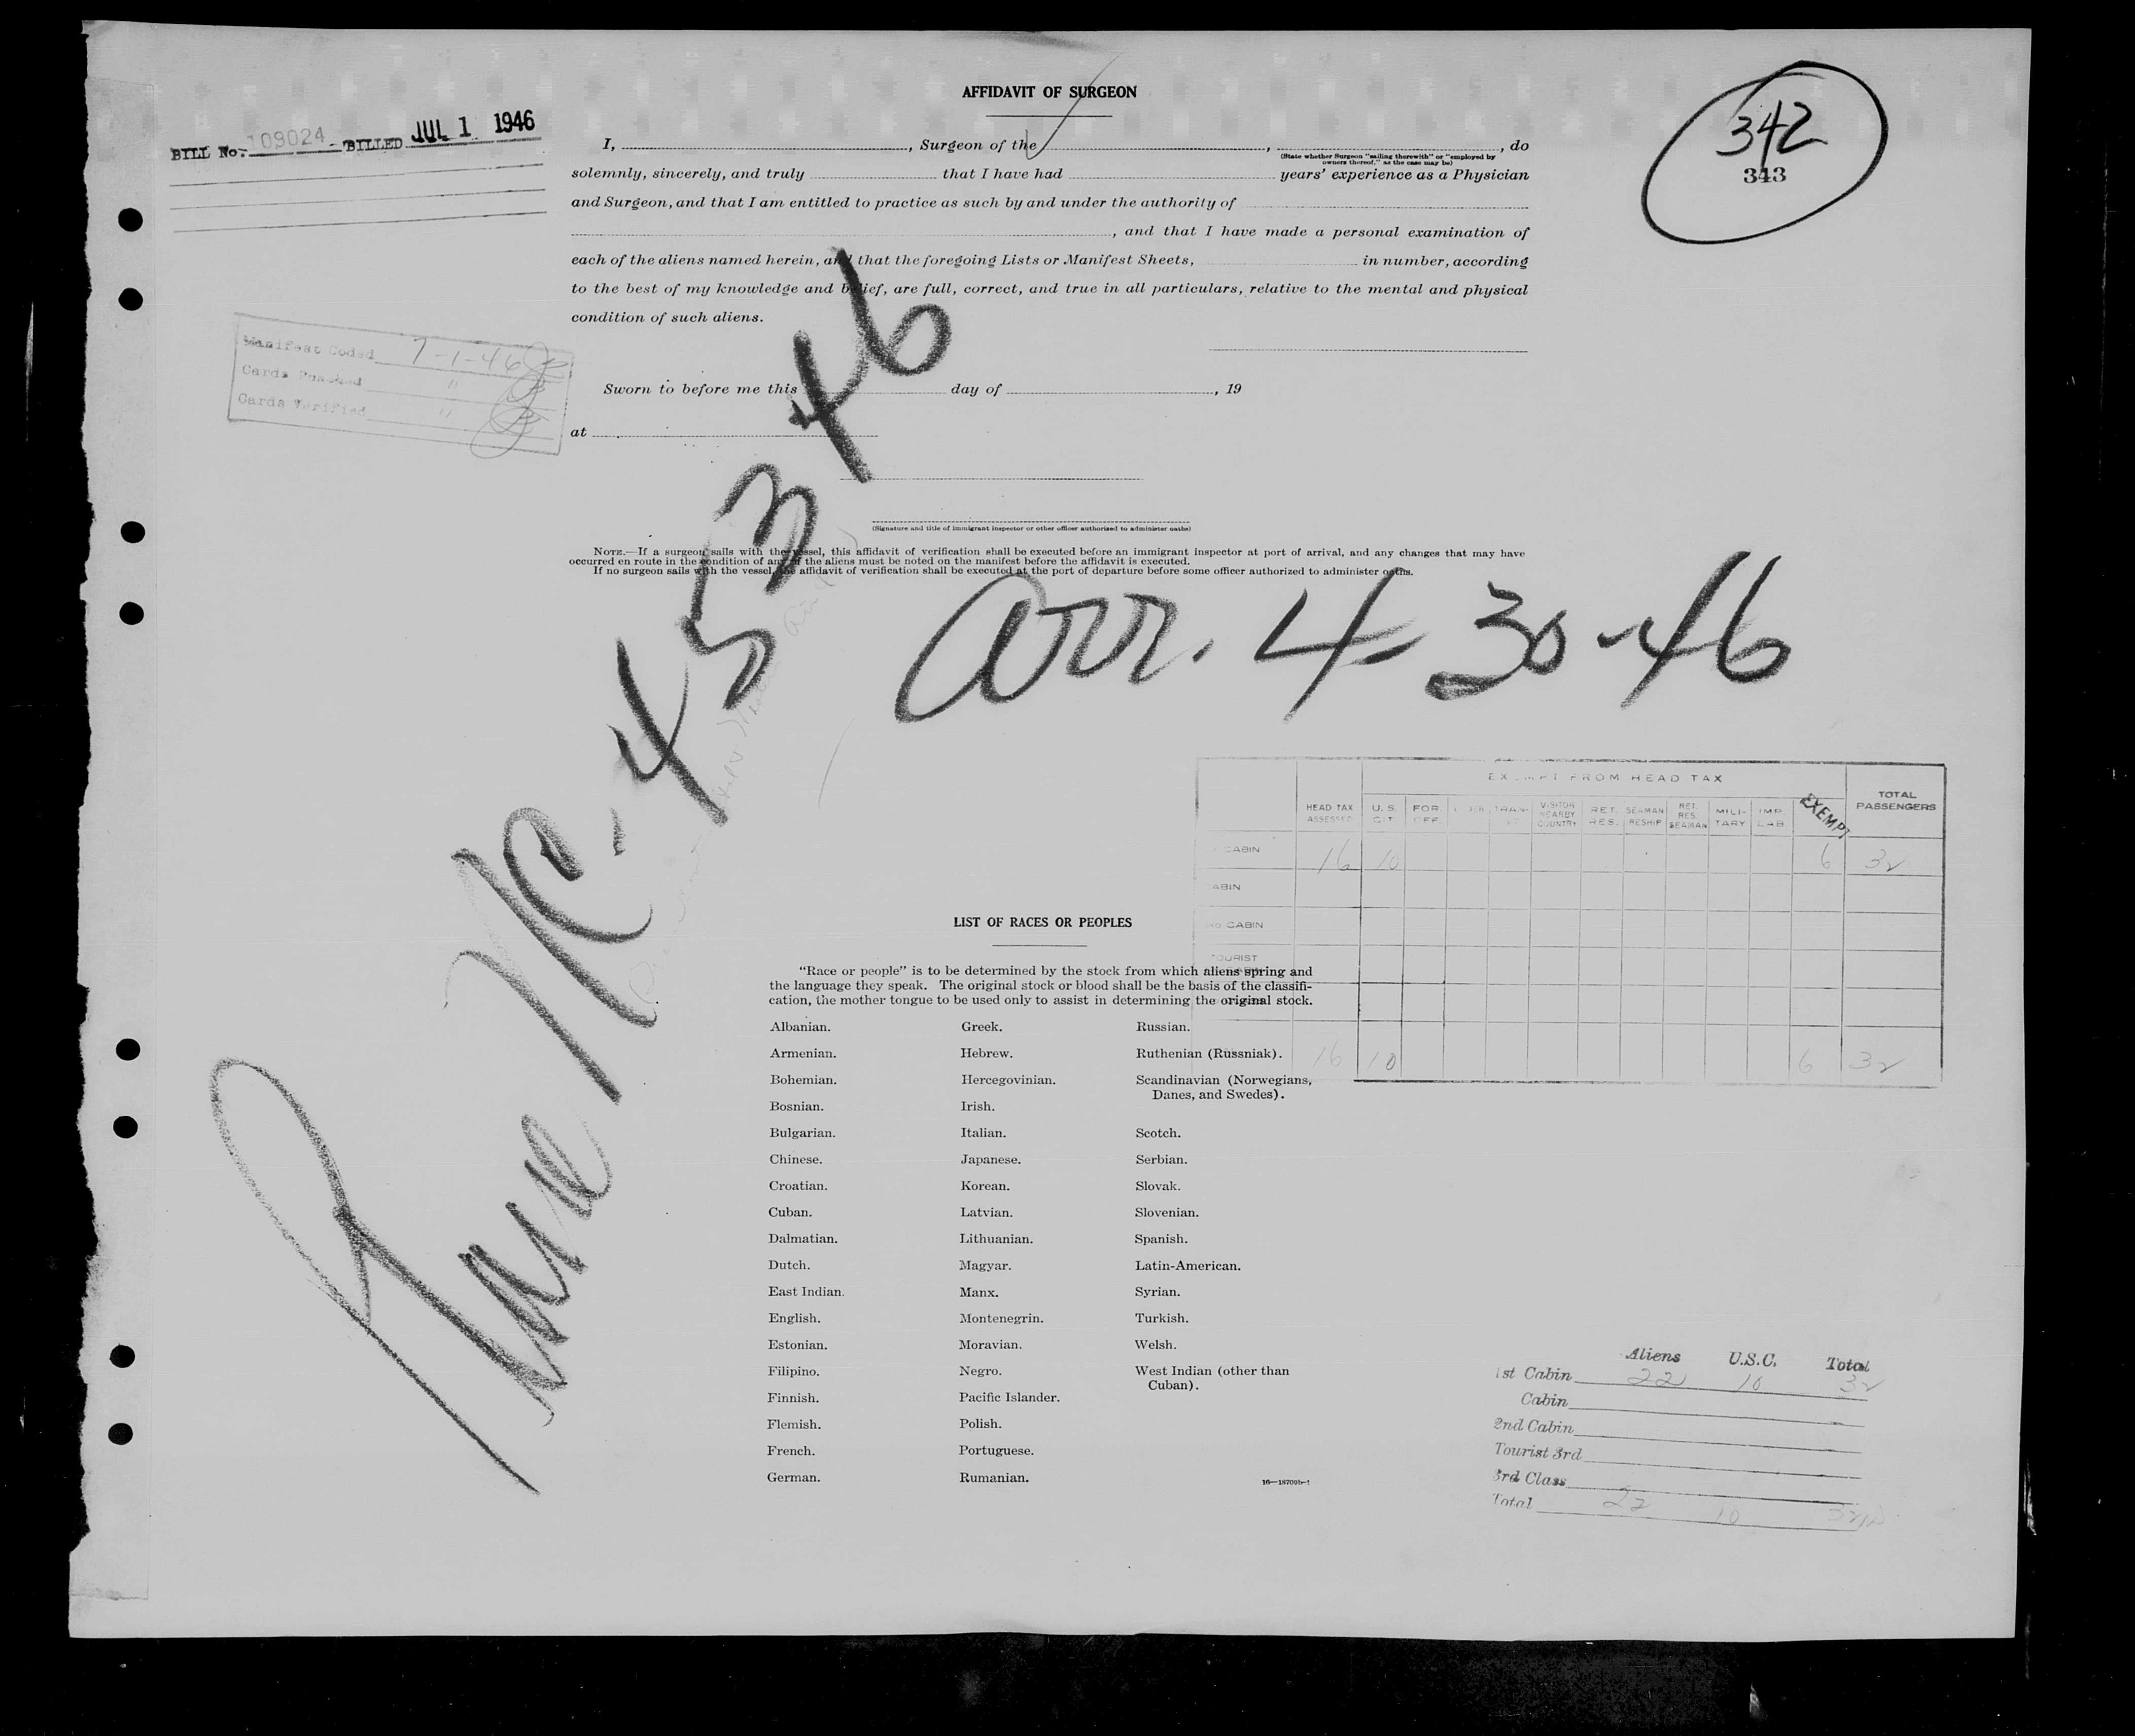 AFFIDAVIT OF SURGEON
342
343
BILL No. 109024 BILLED JUL 1 1946
I, , Surgeon of the , , do
(State whether Surgeon "sailing therewith" or "employed by
owners thereof," as the case may be)
solemnly, sincerely, and truly that I have had years' experience as a Physician
and Surgeon, and that I am entitled to practice as such by and under the authority of
, and that I have made a personal examination of
each of the aliens named herein, and that the foregoing Lists or Manifest Sheets, in number, according
to the best of my knowledge and belief, are full, correct, and true in all particulars, relative to the mental and physical
condition of such aliens.
Manifest Coded 7-1-46
Cards Punched "
Cards Verified "
Sworn to before me this day of , 19
at
(Signature and title of immigrant inspector or other officer authorized to administer oaths)
NOTE.—If a surgeon sails with the vessel, this affidavit of verification shall be executed before an immigrant inspector at port of arrival, and any changes that may have
occurred en route in the condition of any of the aliens must be noted on the manifest before the affidavit is executed.
If no surgeon sails with the vessel, the affidavit of verification shall be executed at the port of departure before some officer authorized to administer oaths.
Plane NC-45346
arr. 4-30-46
EXEMPT FROM HEAD TAX
HEAD TAX ASSESSED U.S. CIT. FOR. OFF. TRAN- VISITOR NEARBY COUNTRY RET. RES. SEAMAN RESHIP RET. RES. SEAMAN MILI- TARY IMP. LAB. EXEMPT TOTAL PASSENGERS
CABIN 16 10 6 32
CABIN
CABIN
TOURIST
16 10 6 32
LIST OF RACES OR PEOPLES
"Race or people" is to be determined by the stock from which aliens spring and
the language they speak. The original stock or blood shall be the basis of the classifi-
cation, the mother tongue to be used only to assist in determining the original stock.
Albanian. Greek. Russian.
Armenian. Hebrew. Ruthenian (Russniak).
Bohemian. Hercegovinian. Scandinavian (Norwegians,
Danes, and Swedes).
Bosnian. Irish.
Bulgarian. Italian. Scotch.
Chinese. Japanese. Serbian.
Croatian. Korean. Slovak.
Cuban. Latvian. Slovenian.
Dalmatian. Lithuanian. Spanish.
Dutch. Magyar. Latin-American.
East Indian. Manx. Syrian.
English. Montenegrin. Turkish.
Estonian. Moravian. Welsh.
Filipino. Negro. West Indian (other than
Cuban).
Finnish. Pacific Islander.
Flemish. Polish.
French. Portuguese.
German. Rumanian.
Aliens U.S.C. Total
1st Cabin 22 10 32
Cabin
2nd Cabin
Tourist 3rd
3rd Class
Total 22 10 32